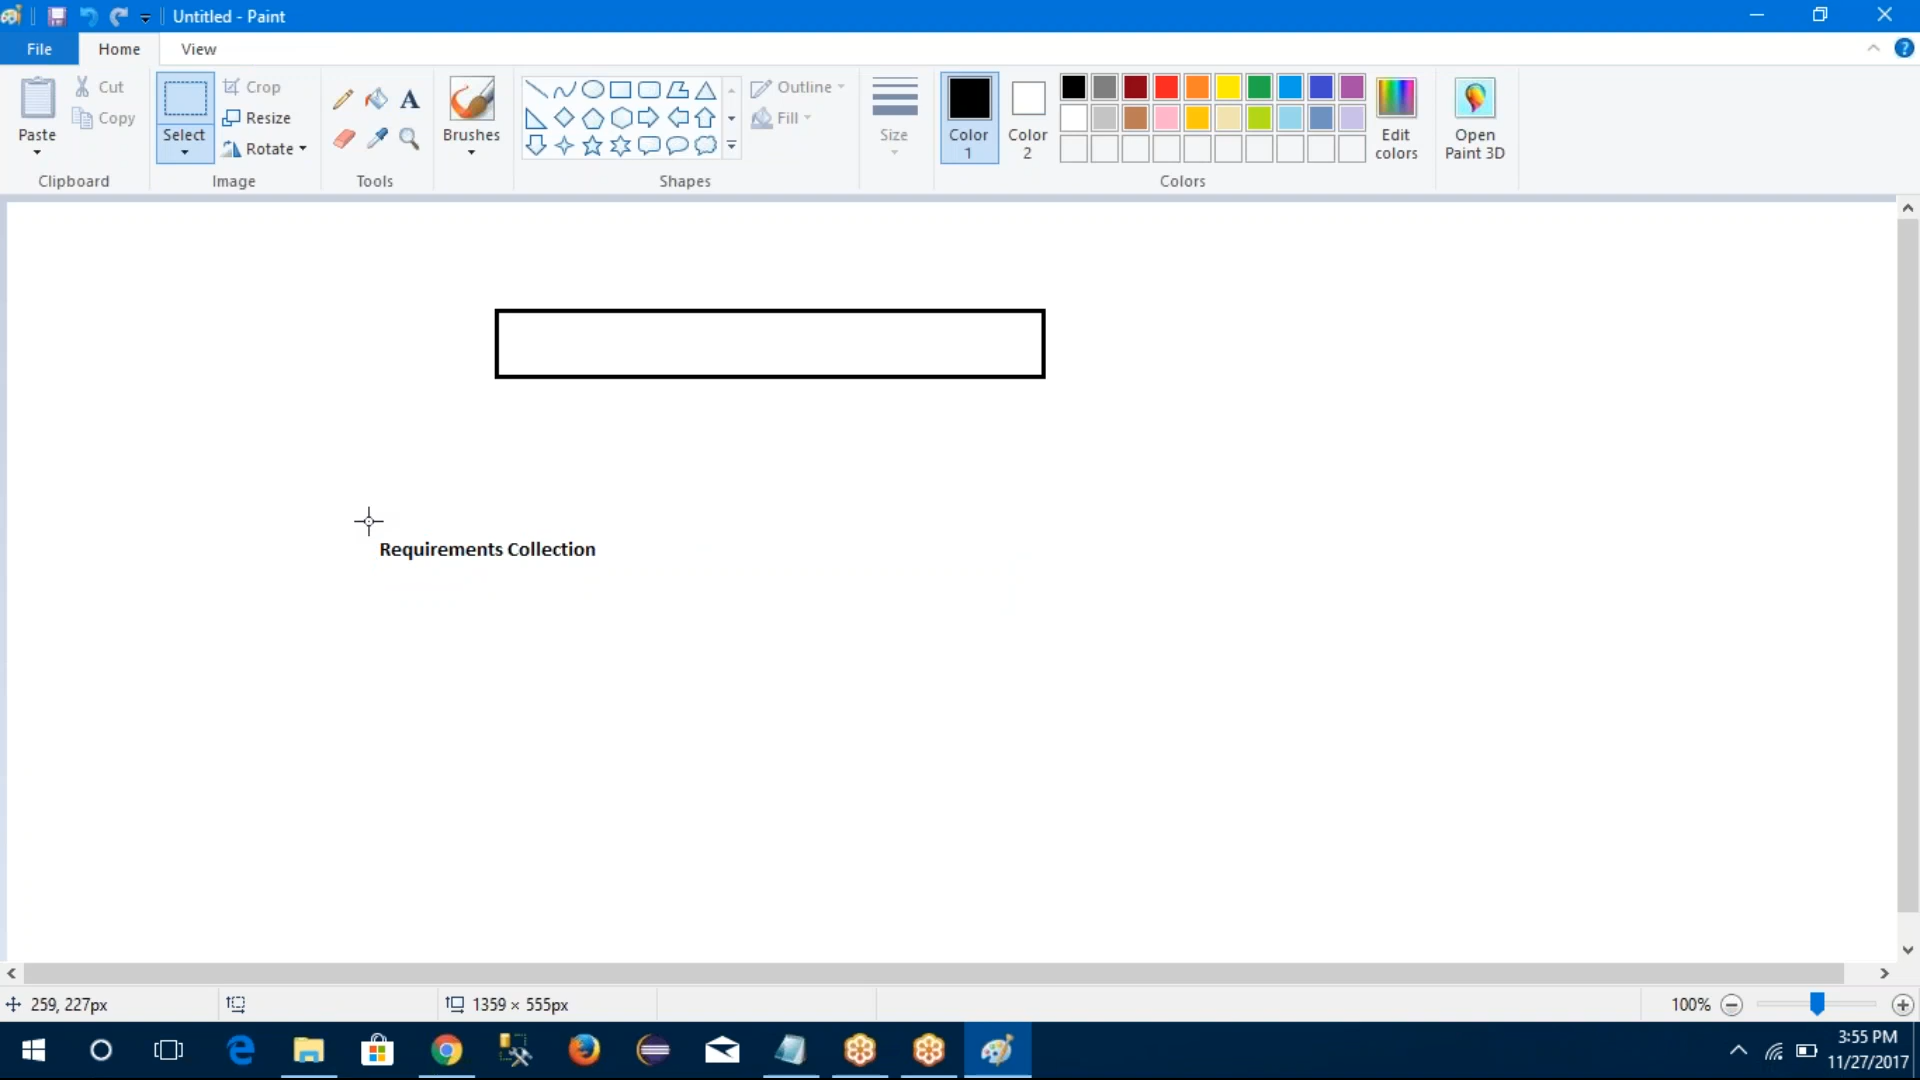 Untitled - Paint
File
Home
View
Paste
Cut
Copy
Clipboard
Select
Crop
Resize
Rotate
Image
A
Tools
Brushes
Shapes
Outline
Fill
Size
Color
1
Color
2
Colors
Edit
colors
Open
Paint 3D
Requirements Collection
259, 227px
1359 × 555px
100%
3:55 PM
11/27/2017